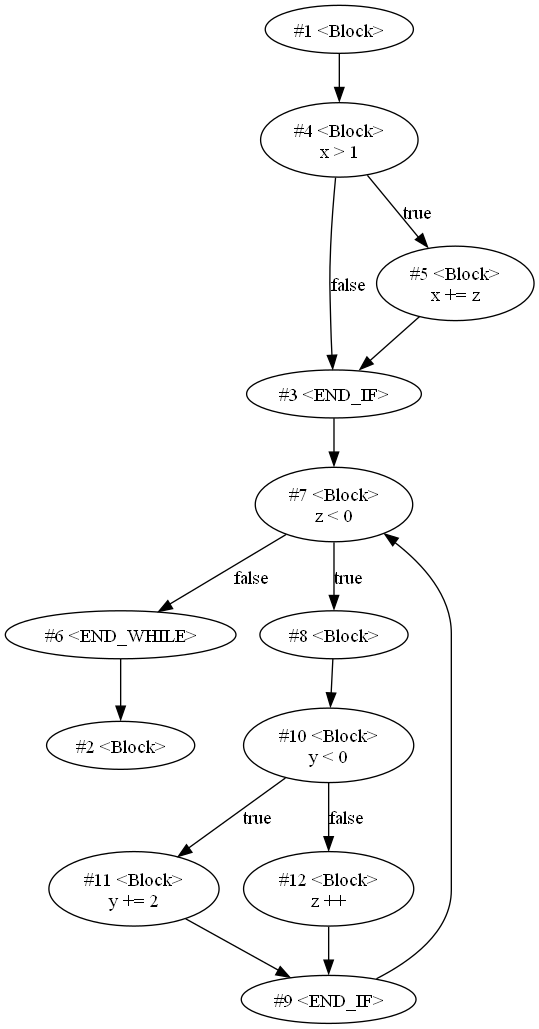 #1 <Block>
#4 <Block>
x > 1
true
#5 <Block>
x += z
false
#3 <END_IF>
#7 <Block>
z < 0
false
true
#6 <END_WHILE>
#8 <Block>
#2 <Block>
#10 <Block>
y < 0
true
false
#11 <Block>
y += 2
#12 <Block>
z ++
#9 <END_IF>